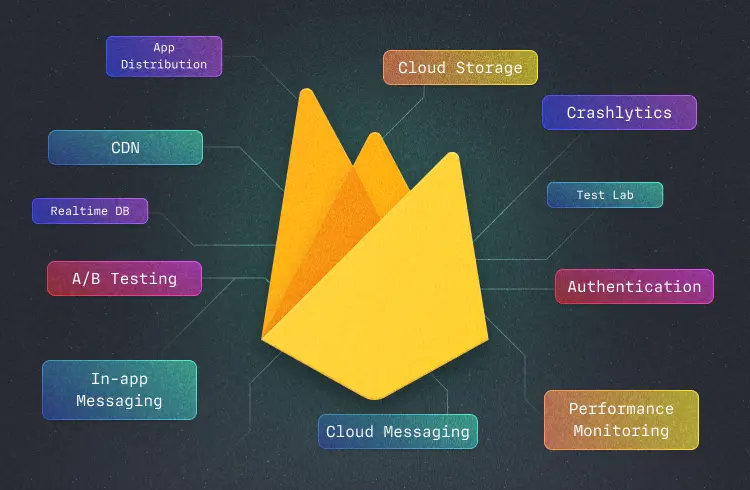 App
Distribution
Cloud Storage
Crashlytics
CDN
Test Lab
Realtime DB
A/B Testing
Authentication
In-app
Messaging
Performance
Monitoring
Cloud Messaging